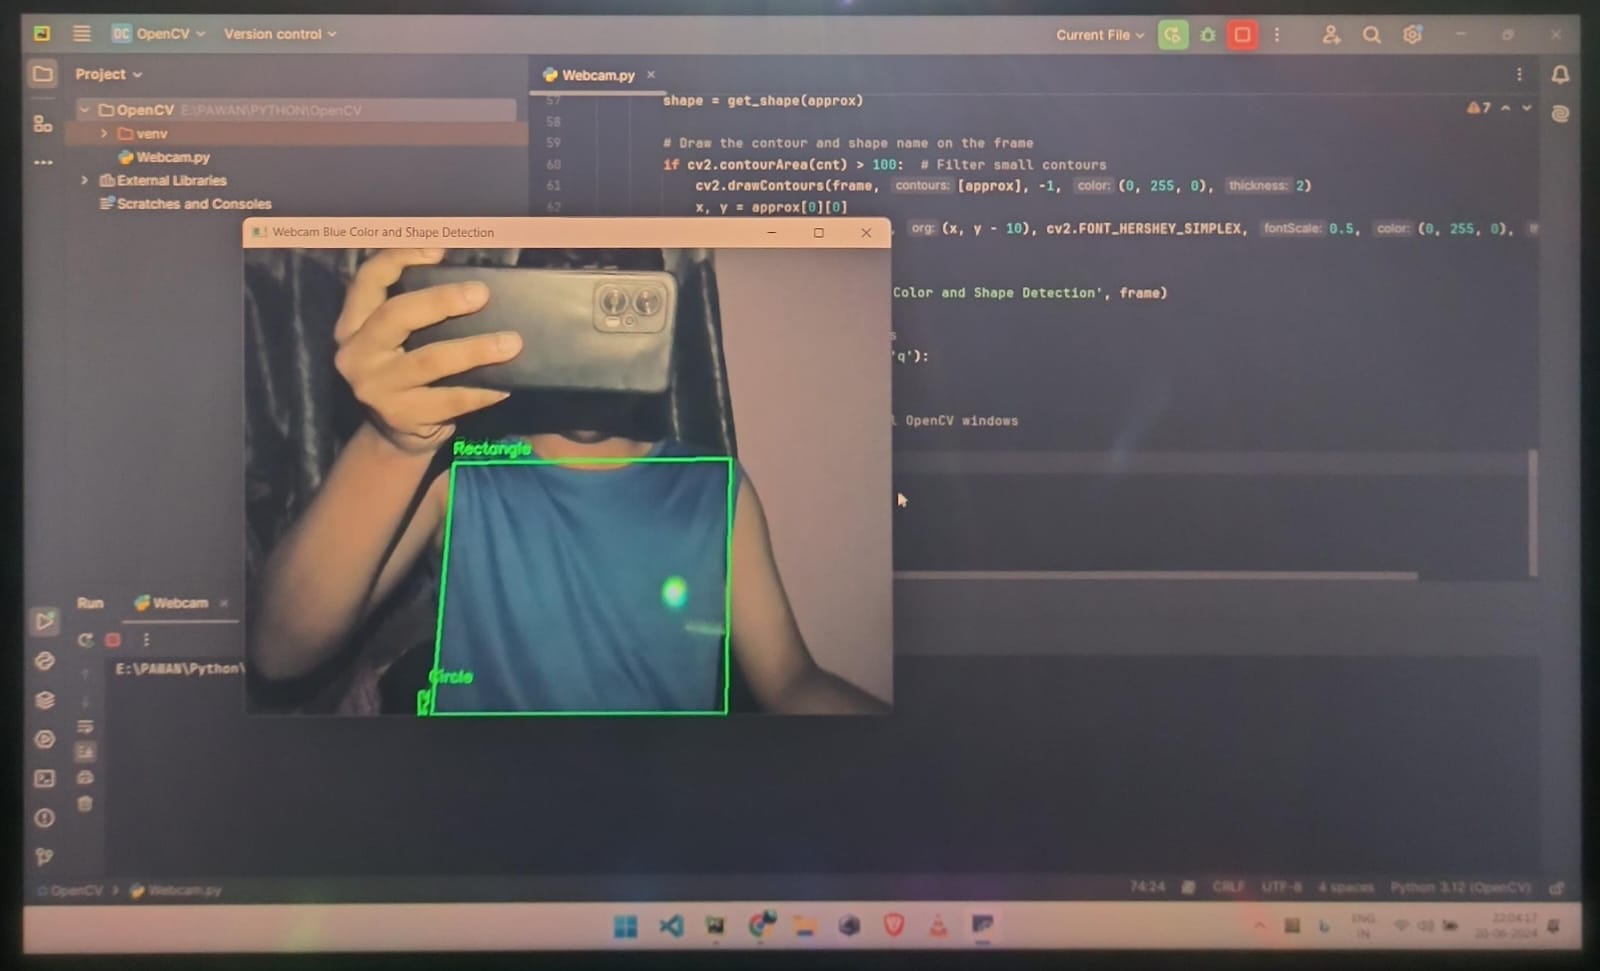 DC OpenCV Version control Current File
Project
Webcam.py
OpenCV E:\PAWAN\PYTHON\OpenCV
venv
Webcam.py
External Libraries
Scratches and Consoles
7
57 shape = get_shape(approx)
58
59 # Draw the contour and shape name on the frame
60 if cv2.contourArea(cnt) > 100: # Filter small contours
61 cv2.drawContours(frame, contours: [approx], -1, color: (0, 255, 0), thickness: 2)
62 x, y = approx[0][0]
org: (x, y - 10), cv2.FONT_HERSHEY_SIMPLEX, fontScale: 0.5, color: (0, 255, 0),
Color and Shape Detection', frame)
'q'):
OpenCV windows
Webcam Blue Color and Shape Detection
Rectangle
Circle
Run Webcam
E:\PAWAN\Python\
OpenCV > Webcam.py
74:24 CRLF UTF-8 4 spaces Python 3.12 (OpenCV)
ENG
IN
22:04:17
20-06-2024